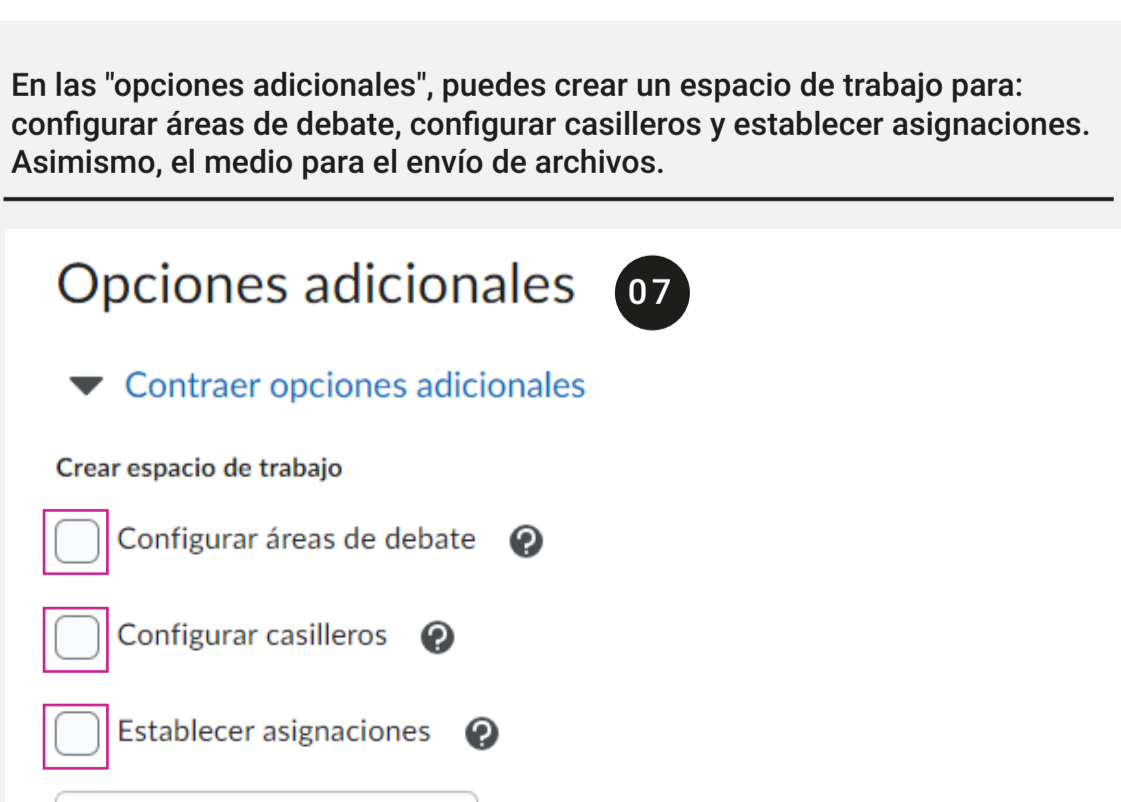 En las "opciones adicionales", puedes crear un espacio de trabajo para:
configurar áreas de debate, configurar casilleros y establecer asignaciones.
Asimismo, el medio para el envío de archivos.
Opciones adicionales 07
Contraer opciones adicionales
Crear espacio de trabajo
Configurar áreas de debate ?
Configurar casilleros ?
Establecer asignaciones ?